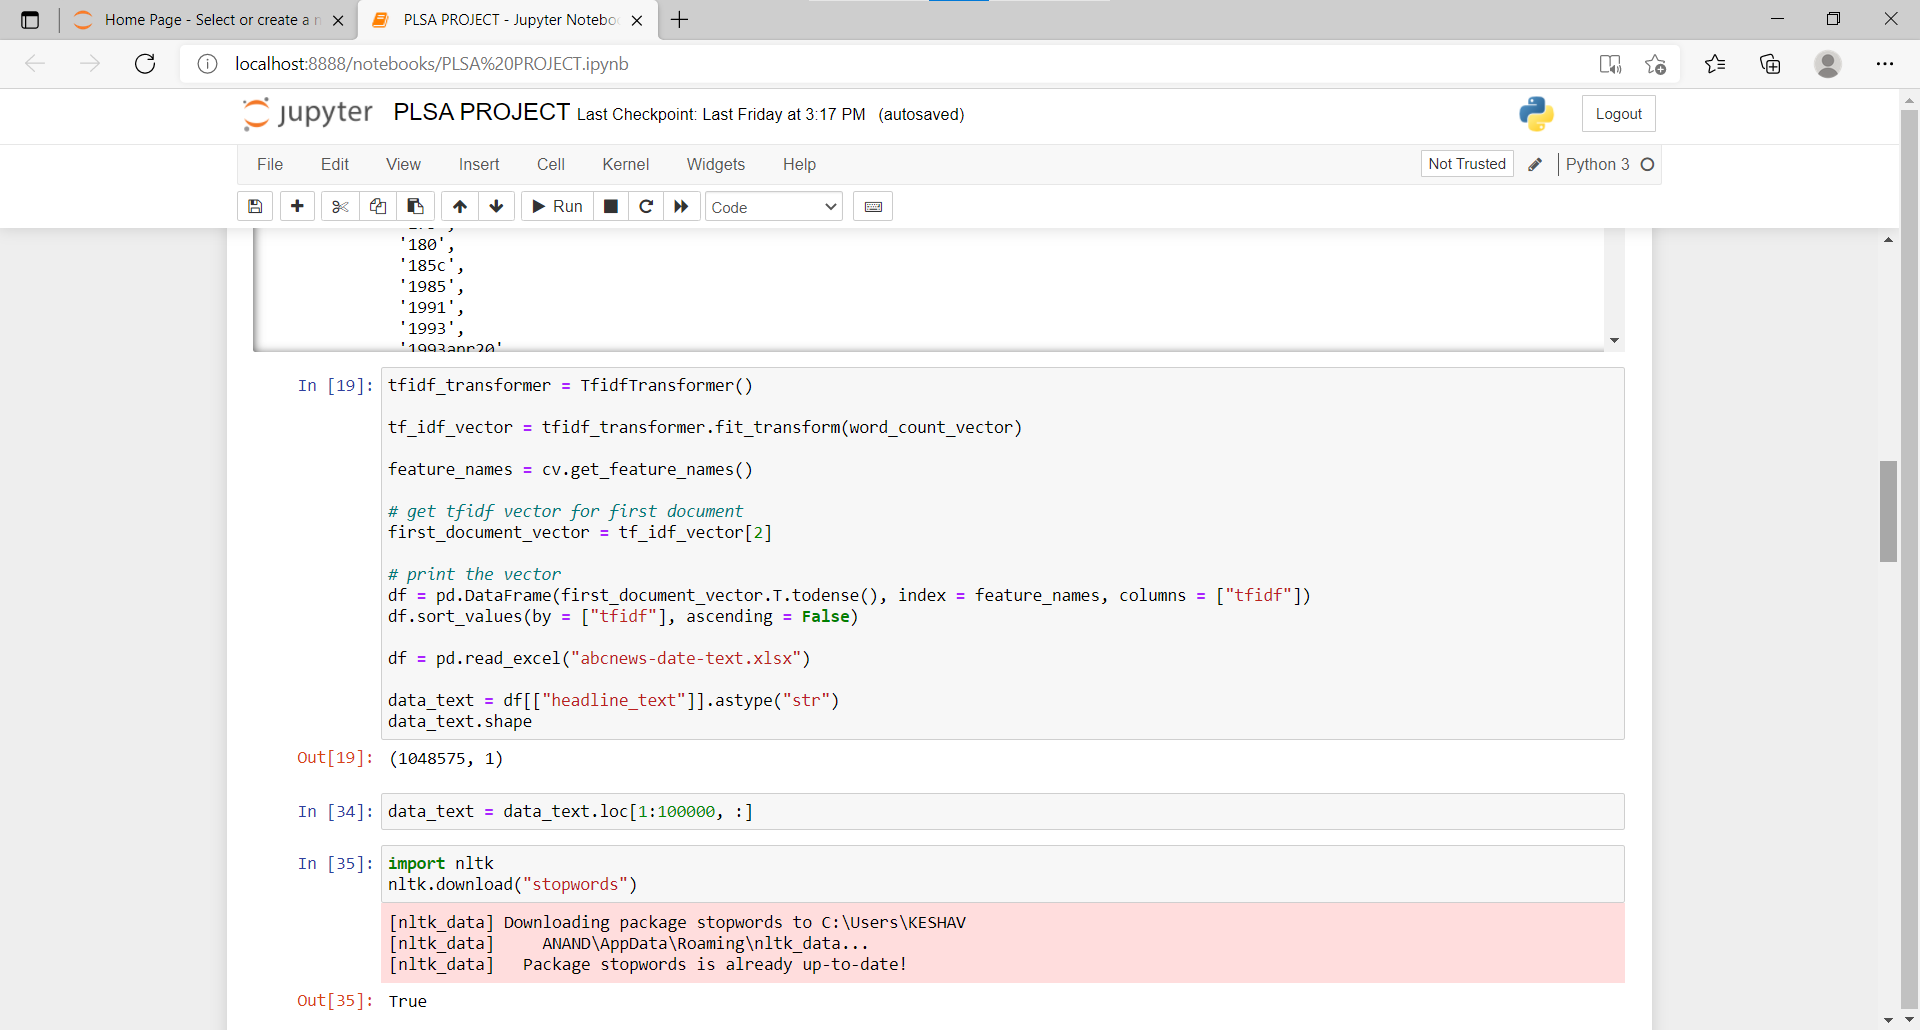 Home Page - Select or create a n
PLSA PROJECT - Jupyter Notebo
localhost:8888/notebooks/PLSA%20PROJECT.ipynb
jupyter PLSA PROJECT Last Checkpoint: Last Friday at 3:17 PM (autosaved)
Logout
File Edit View Insert Cell Kernel Widgets Help
Not Trusted
Python 3
Run
Code
'180',
'185c',
'1985',
'1991',
'1993',
'1993apr20'
In [19]: tfidf_transformer = TfidfTransformer()
tf_idf_vector = tfidf_transformer.fit_transform(word_count_vector)
feature_names = cv.get_feature_names()
# get tfidf vector for first document
first_document_vector = tf_idf_vector[2]
# print the vector
df = pd.DataFrame(first_document_vector.T.todense(), index = feature_names, columns = ["tfidf"])
df.sort_values(by = ["tfidf"], ascending = False)
df = pd.read_excel("abcnews-date-text.xlsx")
data_text = df[["headline_text"]].astype("str")
data_text.shape
Out[19]: (1048575, 1)
In [34]: data_text = data_text.loc[1:100000, :]
In [35]: import nltk
nltk.download("stopwords")
[nltk_data] Downloading package stopwords to C:\Users\KESHAV
[nltk_data]     ANAND\AppData\Roaming\nltk_data...
[nltk_data]   Package stopwords is already up-to-date!
Out[35]: True